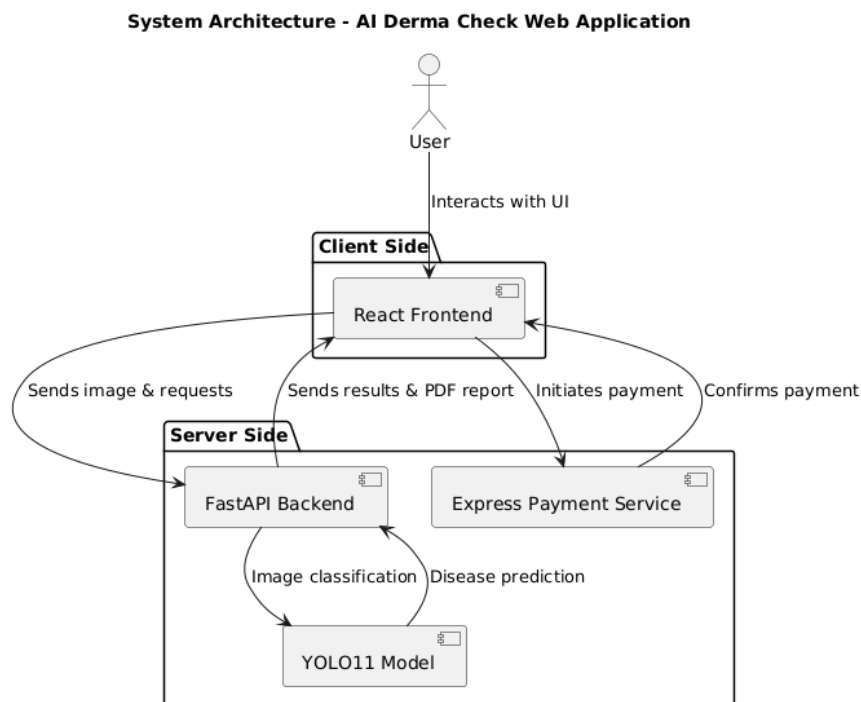 System Architecture - AI Derma Check Web Application
User
Interacts with UI
Client Side
React Frontend
Sends image & requests
Sends results & PDF report
Initiates payment
Confirms payment
Server Side
FastAPI Backend
Express Payment Service
Image classification
Disease prediction
YOLO11 Model